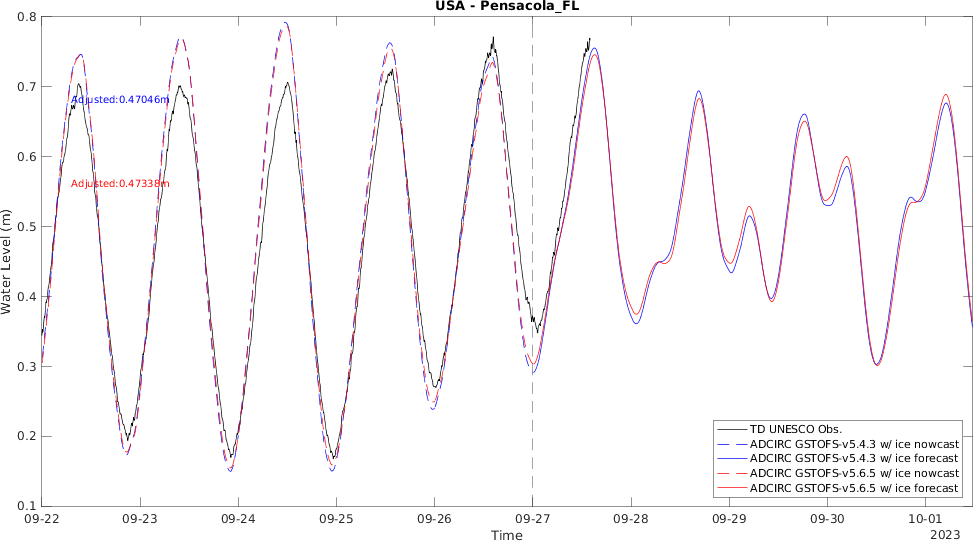 USA - Pensacola_FL
0.8
0.7
Adjusted:0.47046m
0.6
Adjusted:0.47338m
0.5
Water Level (m)
0.4
0.3
0.2
0.1
TD UNESCO Obs.
ADCIRC GSTOFS-v5.4.3 w/ ice nowcast
ADCIRC GSTOFS-v5.4.3 w/ ice forecast
ADCIRC GSTOFS-v5.6.5 w/ ice nowcast
ADCIRC GSTOFS-v5.6.5 w/ ice forecast
09-22 09-23 09-24 09-25 09-26 09-27 09-28 09-29 09-30 10-01
Time
2023